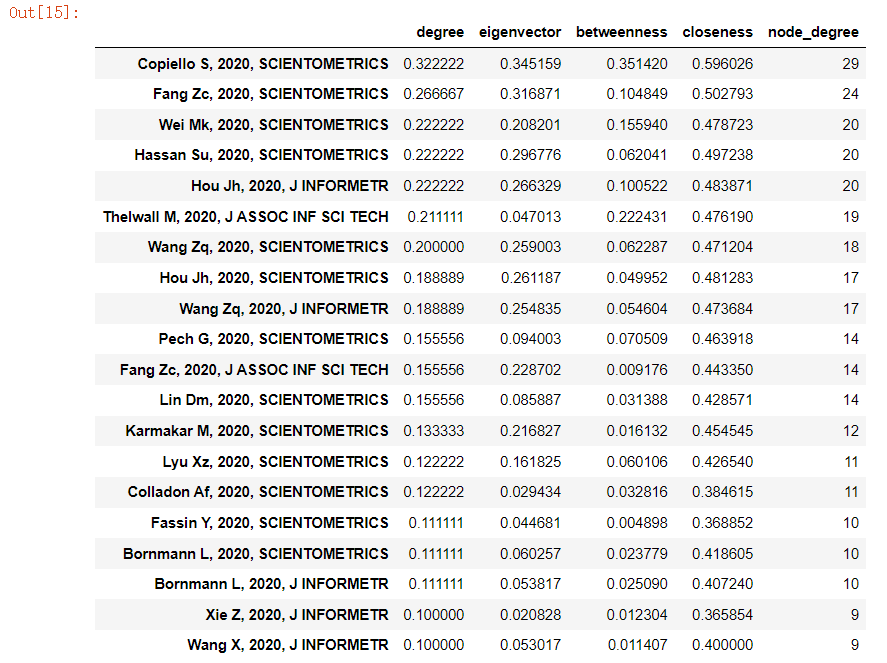 Out[15]:
degree eigenvector betweenness closeness node_degree
Copiello S, 2020, SCIENTOMETRICS 0.322222 0.345159 0.351420 0.596026 29
Fang Zc, 2020, SCIENTOMETRICS 0.266667 0.316871 0.104849 0.502793 24
Wei Mk, 2020, SCIENTOMETRICS 0.222222 0.208201 0.155940 0.478723 20
Hassan Su, 2020, SCIENTOMETRICS 0.222222 0.296776 0.062041 0.497238 20
Hou Jh, 2020, J INFORMETR 0.222222 0.266329 0.100522 0.483871 20
Thelwall M, 2020, J ASSOC INF SCI TECH 0.211111 0.047013 0.222431 0.476190 19
Wang Zq, 2020, SCIENTOMETRICS 0.200000 0.259003 0.062287 0.471204 18
Hou Jh, 2020, SCIENTOMETRICS 0.188889 0.261187 0.049952 0.481283 17
Wang Zq, 2020, J INFORMETR 0.188889 0.254835 0.054604 0.473684 17
Pech G, 2020, SCIENTOMETRICS 0.155556 0.094003 0.070509 0.463918 14
Fang Zc, 2020, J ASSOC INF SCI TECH 0.155556 0.228702 0.009176 0.443350 14
Lin Dm, 2020, SCIENTOMETRICS 0.155556 0.085887 0.031388 0.428571 14
Karmakar M, 2020, SCIENTOMETRICS 0.133333 0.216827 0.016132 0.454545 12
Lyu Xz, 2020, SCIENTOMETRICS 0.122222 0.161825 0.060106 0.426540 11
Colladon Af, 2020, SCIENTOMETRICS 0.122222 0.029434 0.032816 0.384615 11
Fassin Y, 2020, SCIENTOMETRICS 0.111111 0.044681 0.004898 0.368852 10
Bornmann L, 2020, SCIENTOMETRICS 0.111111 0.060257 0.023779 0.418605 10
Bornmann L, 2020, J INFORMETR 0.111111 0.053817 0.025090 0.407240 10
Xie Z, 2020, J INFORMETR 0.100000 0.020828 0.012304 0.365854 9
Wang X, 2020, J INFORMETR 0.100000 0.053017 0.011407 0.400000 9